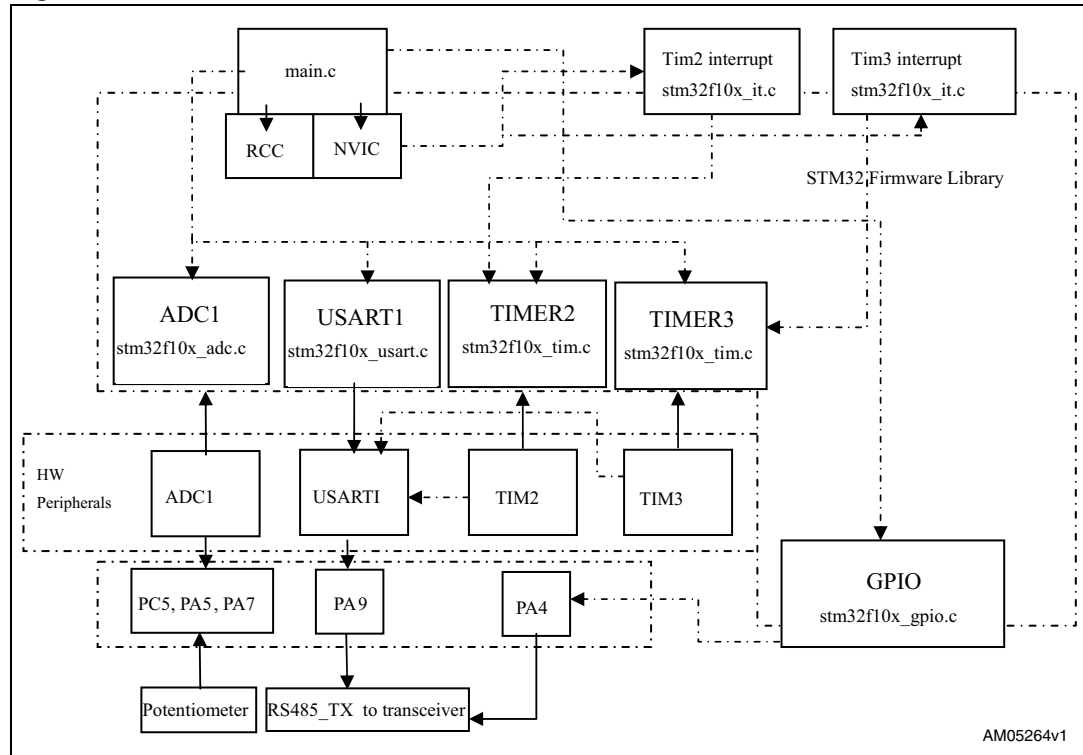 main.c
Tim2 interrupt
stm32f10x_it.c
Tim3 interrupt
stm32f10x_it.c
RCC
NVIC
STM32 Firmware Library
ADC1
stm32f10x_adc.c
USART1
stm32f10x_usart.c
TIMER2
stm32f10x_tim.c
TIMER3
stm32f10x_tim.c
HW
Peripherals
ADC1
USARTI
TIM2
TIM3
GPIO
stm32f10x_gpio.c
PC5, PA5, PA7
PA9
PA4
Potentiometer
RS485_TX to transceiver
AM05264v1